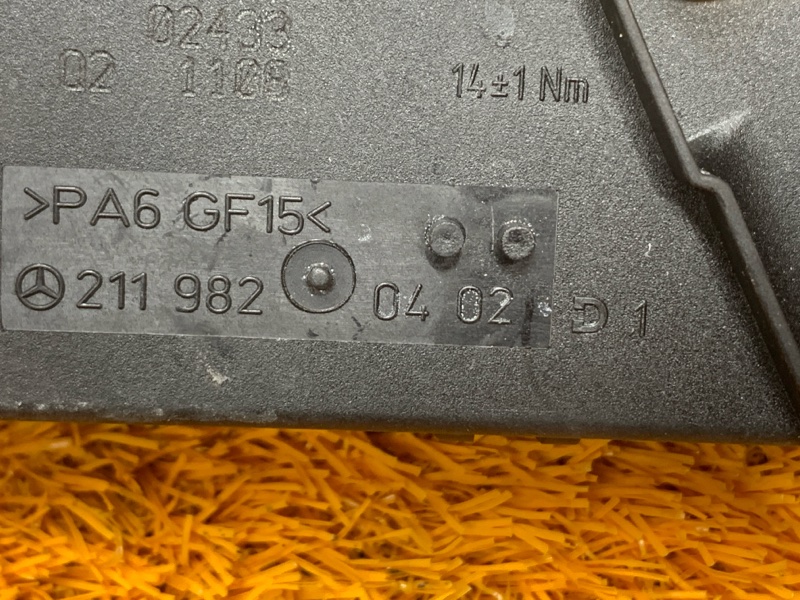 02433
02 1108
14±1 Nm
>PA6 GF15<
211 982 04 02 D 1